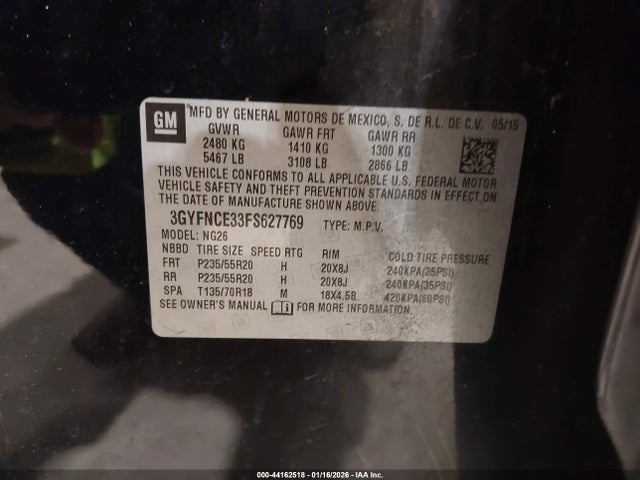 GM
MFD BY GENERAL MOTORS DE MEXICO, S. DE R.L. DE C.V. 05/15
GVWR GAWR FRT GAWR RR
2480 KG 1410 KG 1300 KG
5467 LB 3108 LB 2866 LB
THIS VEHICLE CONFORMS TO ALL APPLICABLE U.S. FEDERAL MOTOR
VEHICLE SAFETY AND THEFT PREVENTION STANDARDS IN EFFECT ON
THE DATE OF MANUFACTURE SHOWN ABOVE.
3GYFNCE33FS627769 TYPE: M.P.V.
MODEL: NG26
NBBD TIRE SIZE SPEED RTG RIM COLD TIRE PRESSURE
FRT P235/55R20 H 20X8J 240KPA(35PSI)
RR P235/55R20 H 20X8J 240KPA(35PSI)
SPA T135/70R18 M 18X4.5B 420KPA(60PSI)
SEE OWNER'S MANUAL FOR MORE INFORMATION.
000-44162518 - 01/16/2026 - IAA Inc.